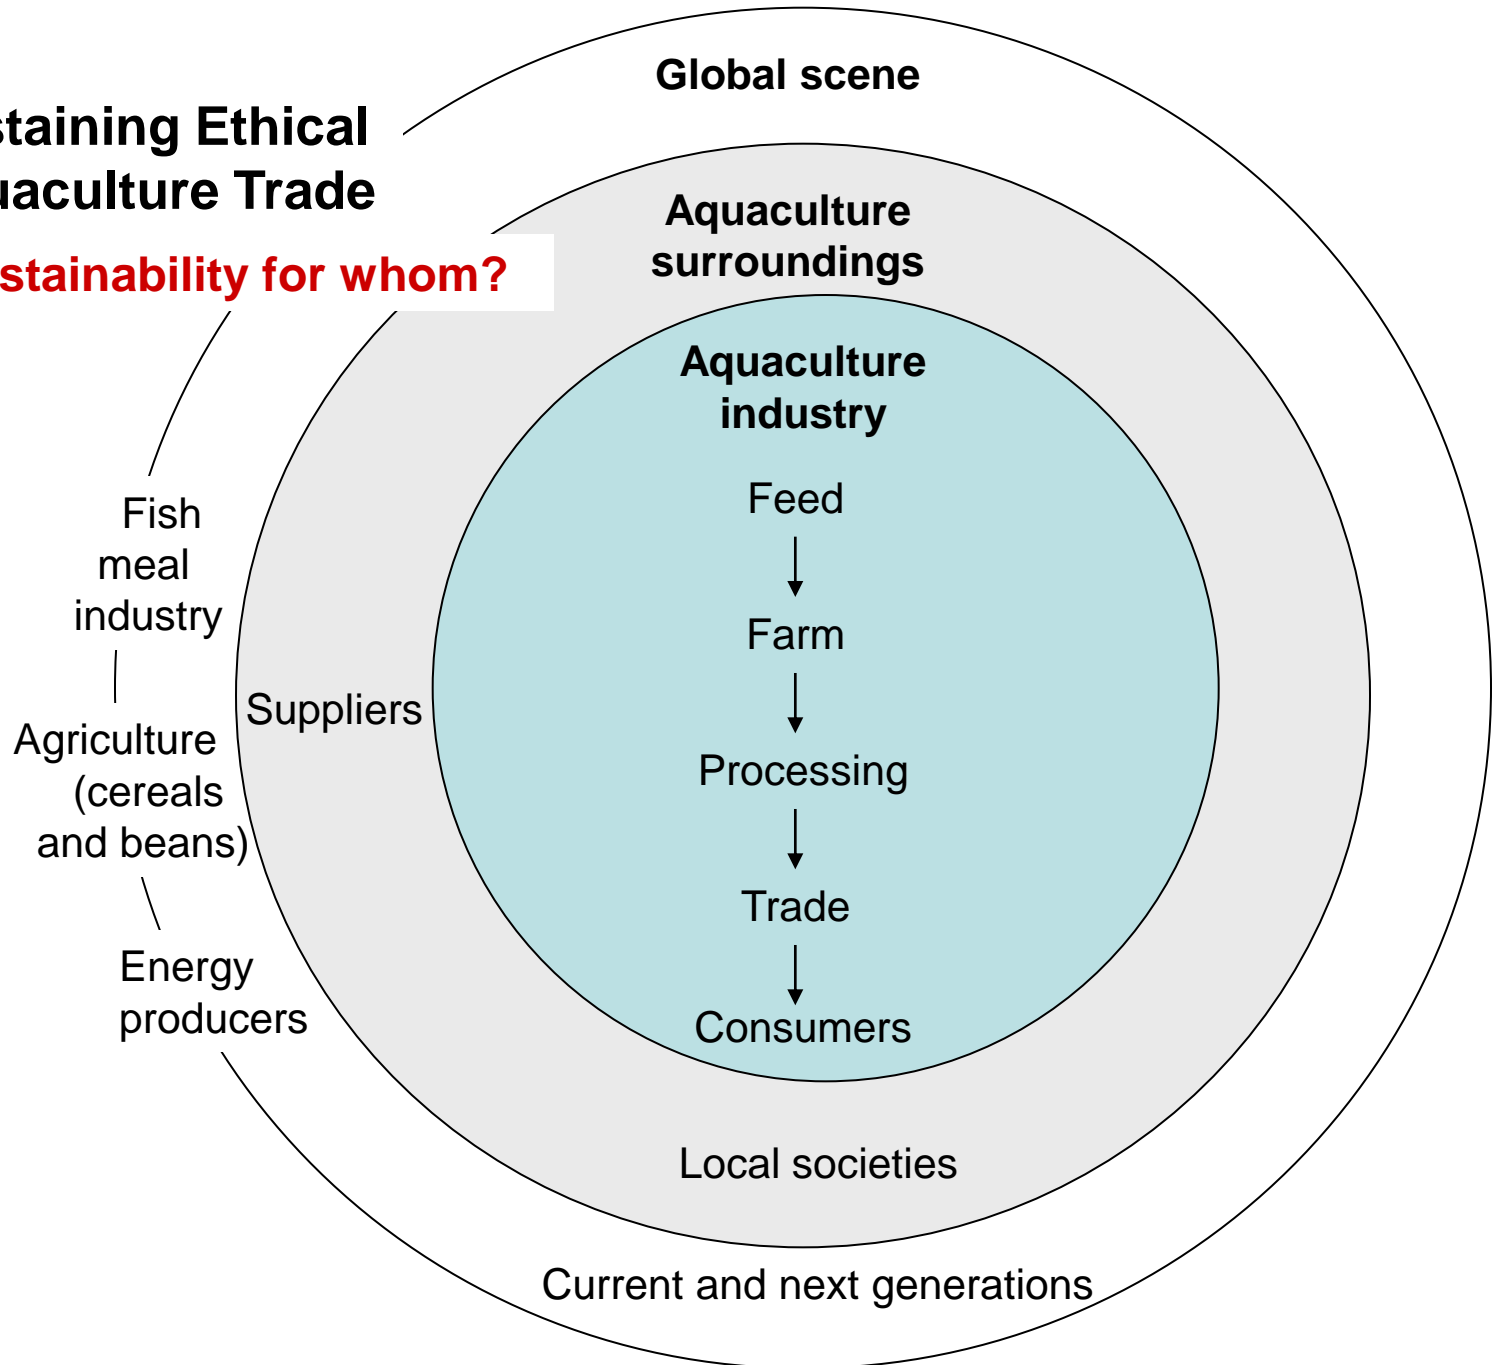 Global scene
staining Ethical
uaculture Trade
stainability for whom?
Aquaculture
surroundings
Aquaculture
industry
Feed
Farm
Processing
Trade
Consumers
Fish
meal
industry
Suppliers
Agriculture
(cereals
and beans)
Energy
producers
Local societies
Current and next generations